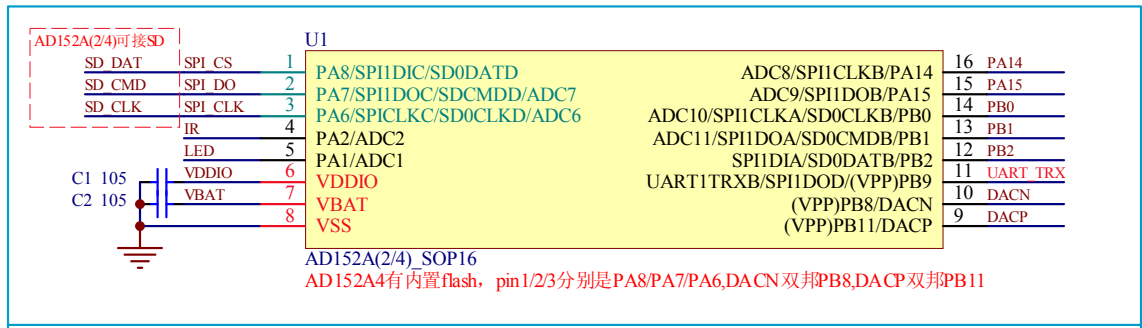 AD152A(2/4)可接SD
U1
SD_DAT SPI_CS 1 PA8/SPI1DIC/SD0DATD ADC8/SPI1CLKB/PA14 16 PA14
SD_CMD SPI_DO 2 PA7/SPI1DOC/SDCMDD/ADC7 ADC9/SPI1DOB/PA15 15 PA15
SD_CLK SPI_CLK 3 PA6/SPICLKC/SD0CLKD/ADC6 ADC10/SPI1CLKA/SD0CLKB/PB0 14 PB0
IR 4 PA2/ADC2 ADC11/SPI1DOA/SD0CMDB/PB1 13 PB1
LED 5 PA1/ADC1 SPI1DIA/SD0DATB/PB2 12 PB2
C1 105 VDDIO 6 VDDIO UART1TRXB/SPI1DOD/(VPP)PB9 11 UART_TRX
C2 105 VBAT 7 VBAT (VPP)PB8/DACN 10 DACN
8 VSS (VPP)PB11/DACP 9 DACP
AD152A(2/4)_SOP16
AD152A4有内置flash，pin1/2/3分别是PA8/PA7/PA6,DACN双邦PB8,DACP双邦PB11